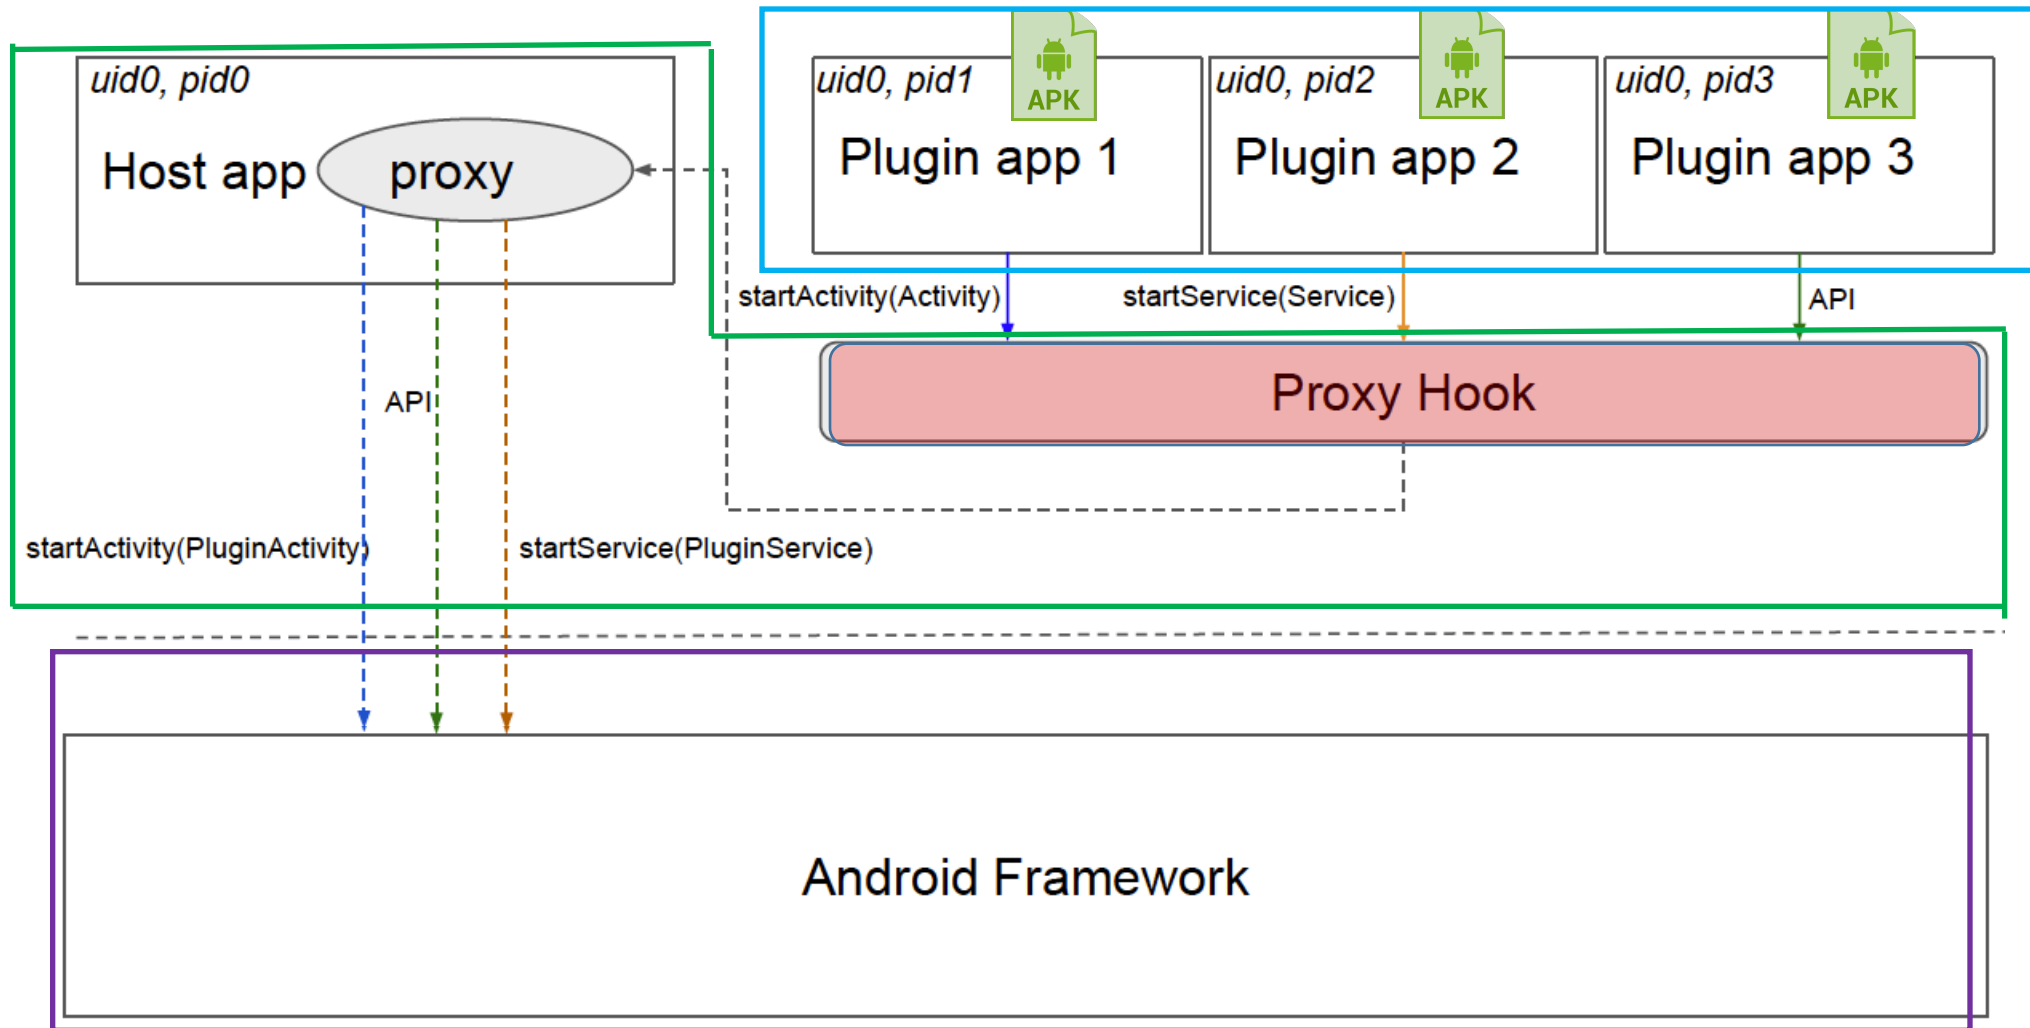 uid0, pid0
Host app
proxy
uid0, pid1
APK
Plugin app 1
uid0, pid2
APK
Plugin app 2
uid0, pid3
APK
Plugin app 3
startActivity(Activity)
startService(Service)
API
Proxy Hook
API
startActivity(PluginActivity)
startService(PluginService)
Android Framework